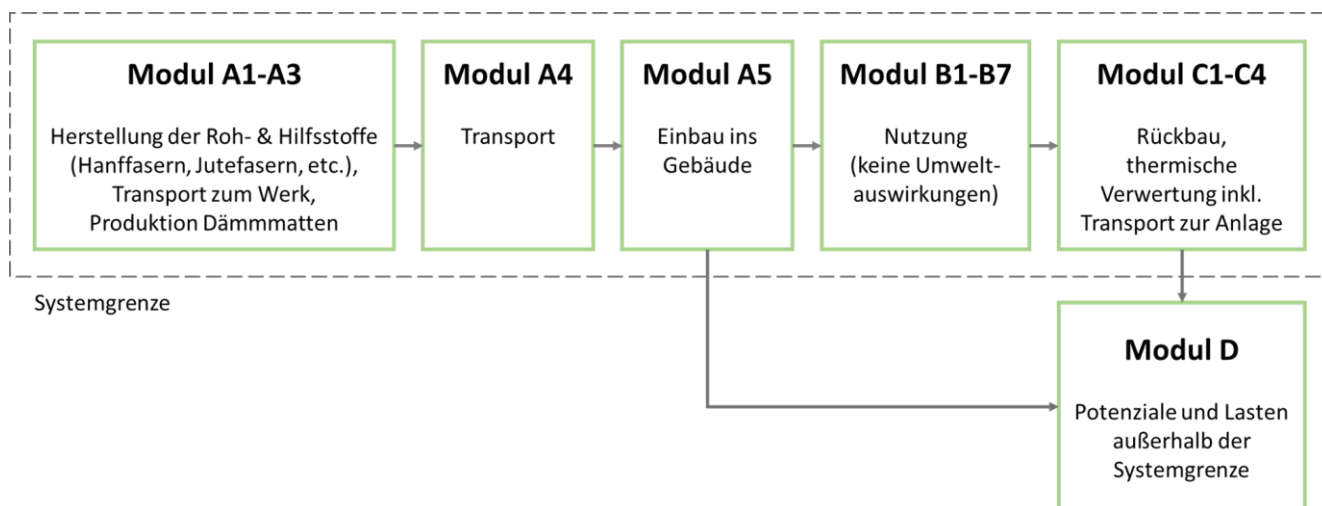 Modul A1-A3
Herstellung der Roh- & Hilfsstoffe
(Hanffasern, Jutefasern, etc.),
Transport zum Werk,
Produktion Dämmmatten
Modul A4
Transport
Modul A5
Einbau ins
Gebäude
Modul B1-B7
Nutzung
(keine Umwelt-
auswirkungen)
Modul C1-C4
Rückbau,
thermische
Verwertung inkl.
Transport zur Anlage
Systemgrenze
Modul D
Potenziale und Lasten
außerhalb der
Systemgrenze